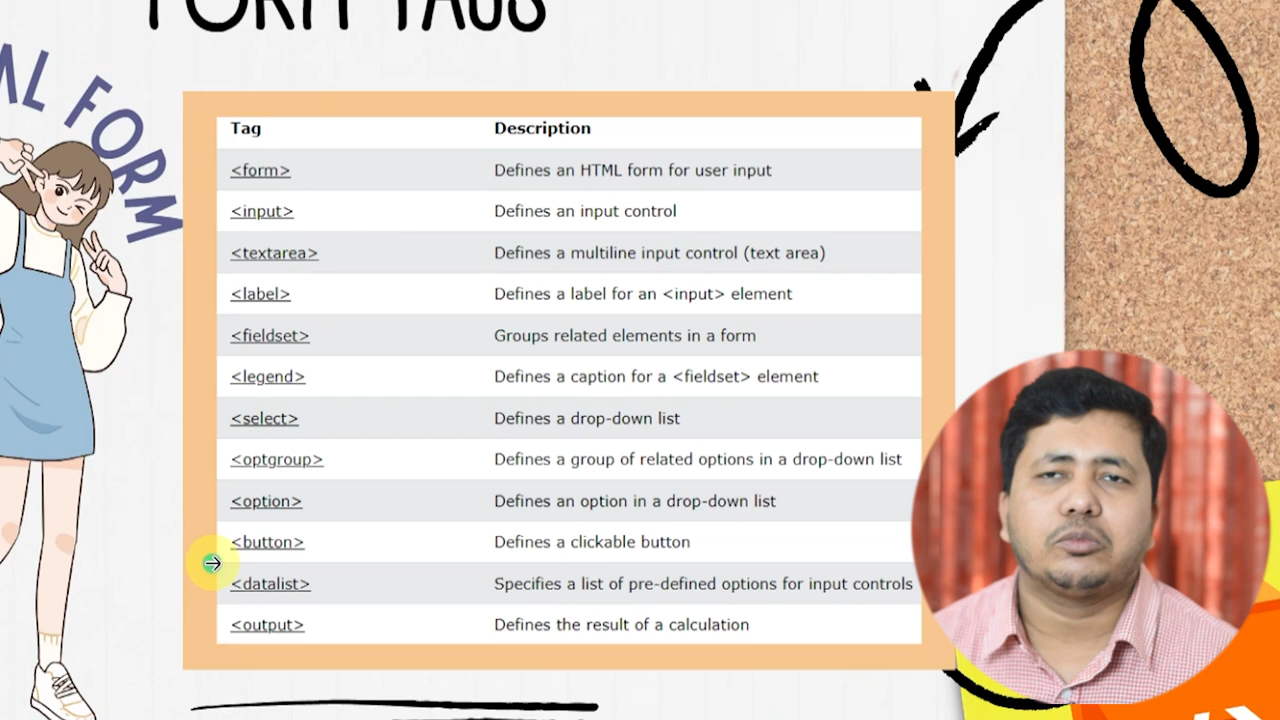 FORM TAGS
ML FORM
Tag Description
<form> Defines an HTML form for user input
<input> Defines an input control
<textarea> Defines a multiline input control (text area)
<label> Defines a label for an <input> element
<fieldset> Groups related elements in a form
<legend> Defines a caption for a <fieldset> element
<select> Defines a drop-down list
<optgroup> Defines a group of related options in a drop-down list
<option> Defines an option in a drop-down list
<button> Defines a clickable button
<datalist> Specifies a list of pre-defined options for input controls
<output> Defines the result of a calculation